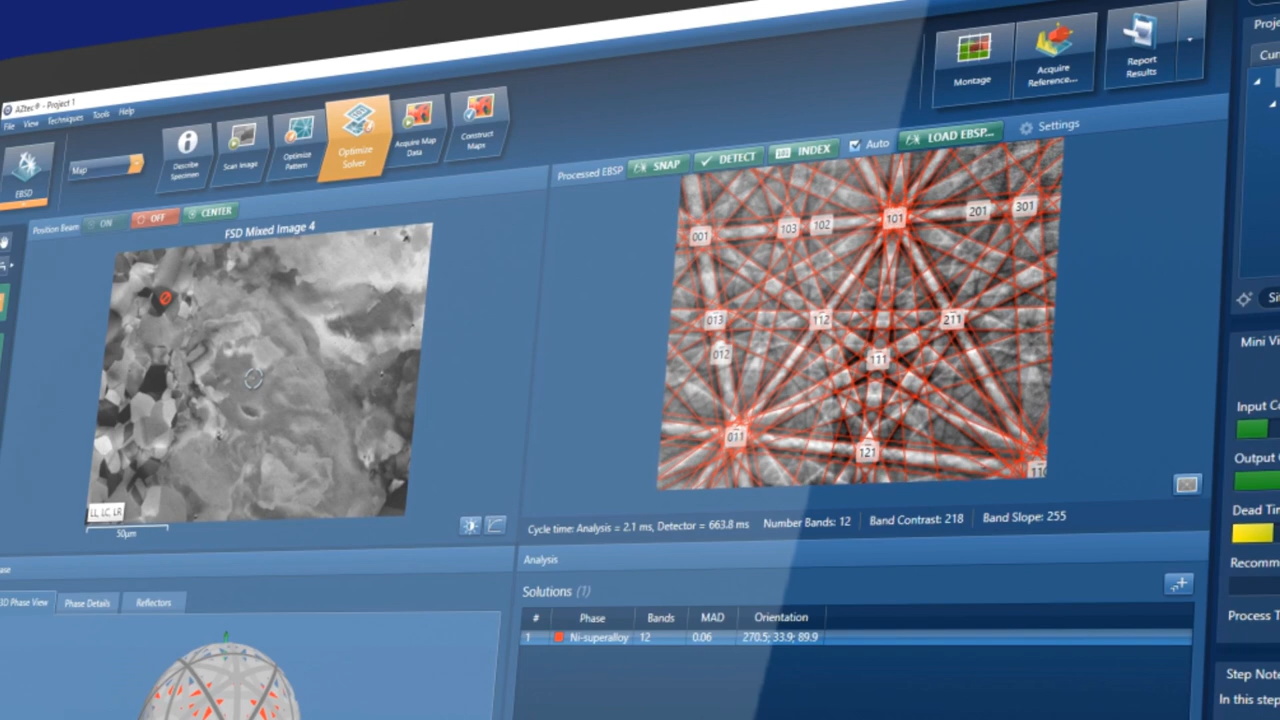 AZtec® - Project 1
File View Techniques Tools Help
EBSD
Map
Describe Specimen
Scan Image
Optimize Pattern
Optimize Solver
Acquire Map Data
Construct Maps
Montage
Acquire Reference...
Report Results
Position Beam ON OFF CENTER
FSD Mixed Image 4
LL, LC, LR
50µm
Processed EBSP SNAP DETECT INDEX Auto LOAD EBSP... Settings
001 103 102 101 201 301
013 112 211
012 111
011 121 110
Cycle time: Analysis = 2.1 ms, Detector = 663.8 ms Number Bands: 12 Band Contrast: 218 Band Slope: 255
3D Phase View Phase Details Reflectors
Analysis
Solutions (1)
# Phase Bands MAD Orientation
1 Ni-superalloy 12 0.06 270.5; 33.9; 89.9
Mini Vi
Input C
Output
Dead Tim
Recomm
Process T
Step Note
In this step